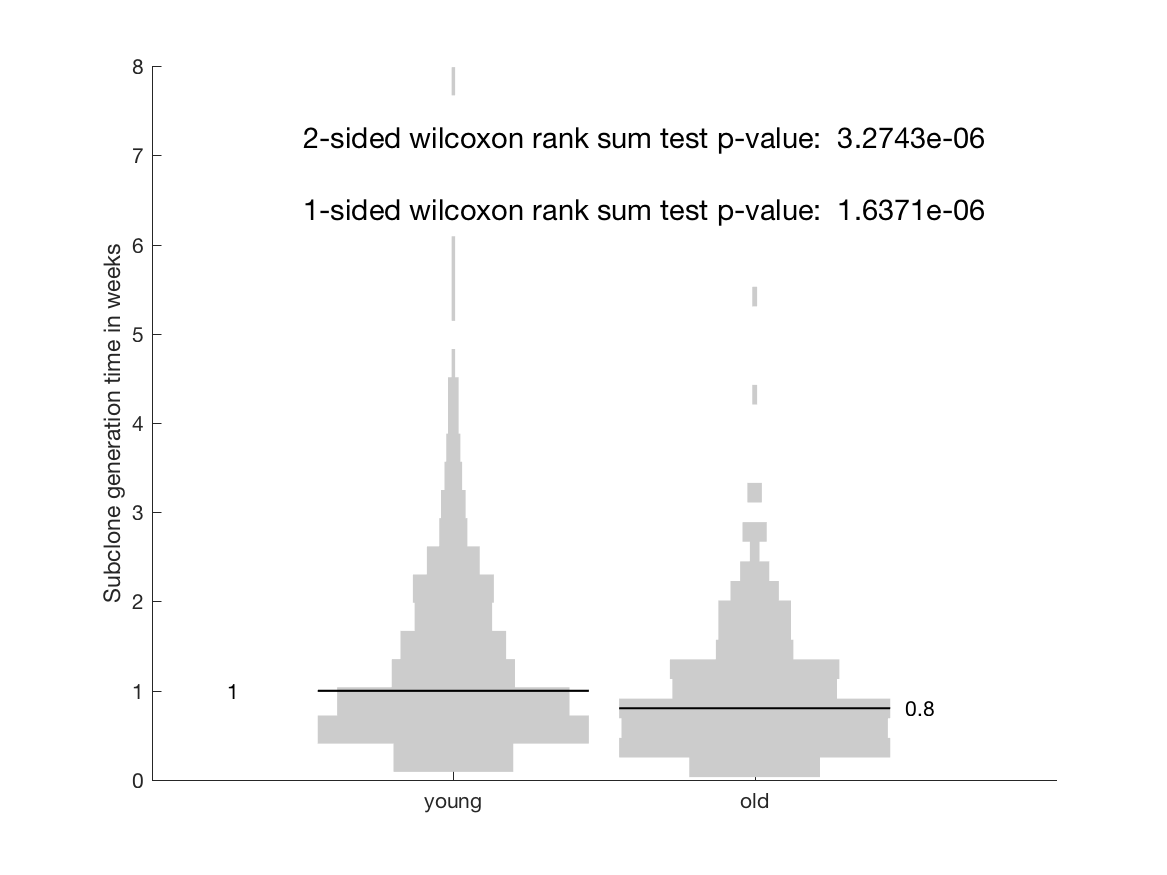 8
2-sided wilcoxon rank sum test p-value: 3.2743e-06
7
1-sided wilcoxon rank sum test p-value: 1.6371e-06
6
5
4
3
2
1
1
0.8
0
Subclone generation time in weeks
young old